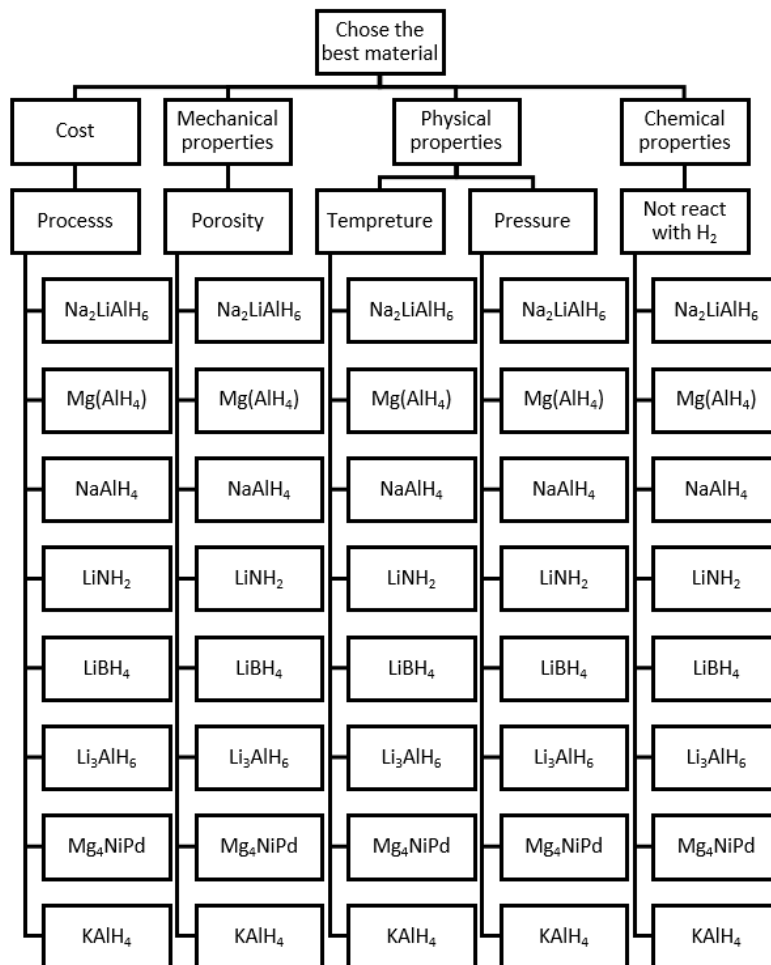 Chose the
best material
Cost
Mechanical
properties
Physical
properties
Chemical
properties
Processs
Porosity
Tempreture
Pressure
Not react
with H₂
Na₂LiAlH₆
Na₂LiAlH₆
Na₂LiAlH₆
Na₂LiAlH₆
Na₂LiAlH₆
Mg(AlH₄)
Mg(AlH₄)
Mg(AlH₄)
Mg(AlH₄)
Mg(AlH₄)
NaAlH₄
NaAlH₄
NaAlH₄
NaAlH₄
NaAlH₄
LiNH₂
LiNH₂
LiNH₂
LiNH₂
LiNH₂
LiBH₄
LiBH₄
LiBH₄
LiBH₄
LiBH₄
Li₃AlH₆
Li₃AlH₆
Li₃AlH₆
Li₃AlH₆
Li₃AlH₆
Mg₄NiPd
Mg₄NiPd
Mg₄NiPd
Mg₄NiPd
Mg₄NiPd
KAlH₄
KAlH₄
KAlH₄
KAlH₄
KAlH₄